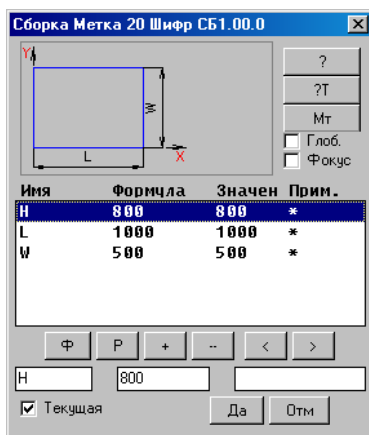 Сборка Метка 20 Шифр СБ1.00.0
Y
W
L
X
?
?T
Мт
Глоб.
Фокус
Имя Формула Значен Прим.
H 800 800 *
L 1000 1000 *
W 500 500 *
Ф Р + -- < >
H 800
Текущая Да Отм